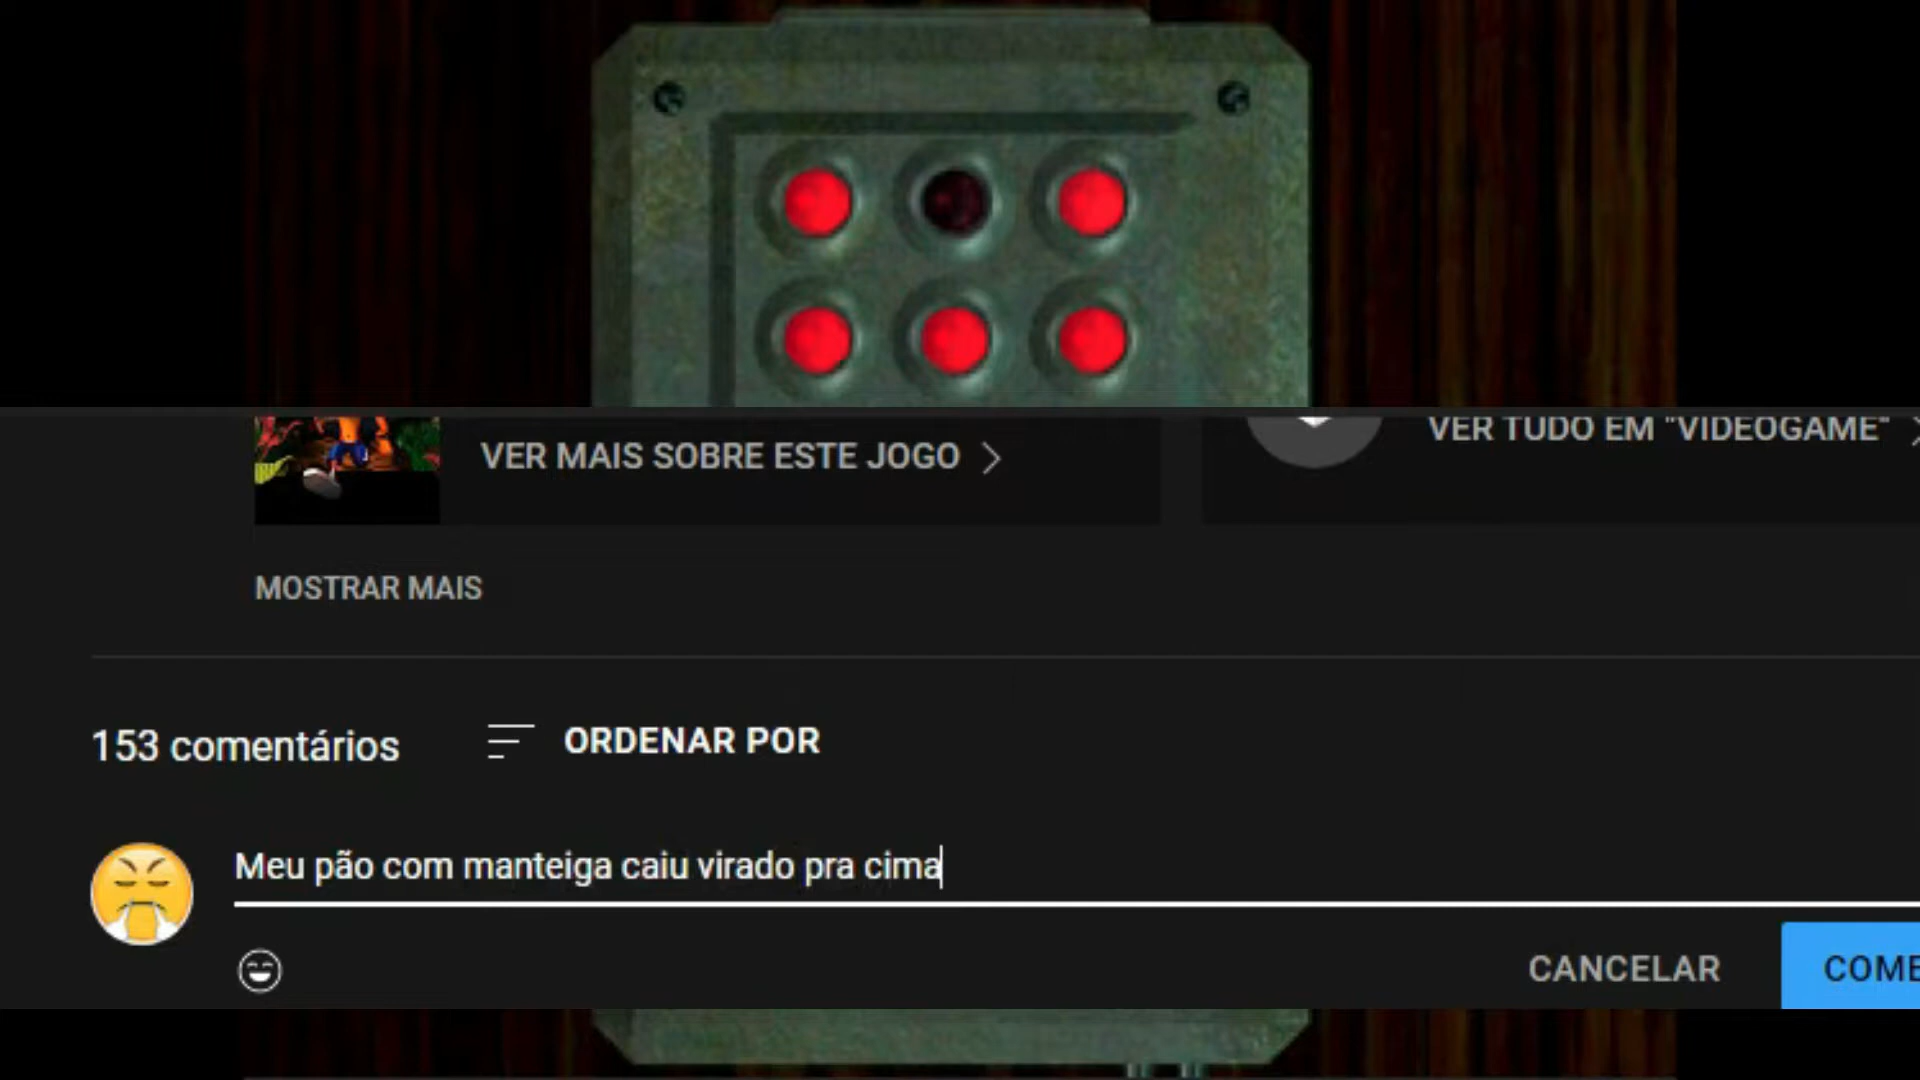 VER MAIS SOBRE ESTE JOGO
VER TUDO EM "VIDEOGAME"
MOSTRAR MAIS
153 comentários
ORDENAR POR
Meu pão com manteiga caiu virado pra cima
CANCELAR
COME